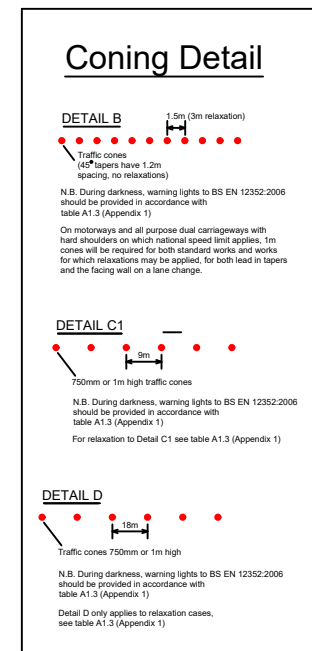 Coning Detail
DETAIL B
1.5m (3m relaxation)
Traffic cones
(45° tapers have 1.2m
spacing, no relaxations)
N.B. During darkness, warning lights to BS EN 12352:2006
should be provided in accordance with
table A1.3 (Appendix 1)
On motorways and all purpose dual carriageways with
hard shoulders on which national speed limit applies, 1m
cones will be required for both standard works and works
for which relaxations may be applied, for both lead in tapers
and the facing wall on a lane change.
DETAIL C1
9m
750mm or 1m high traffic cones
N.B. During darkness, warning lights to BS EN 12352:2006
should be provided in accordance with
table A1.3 (Appendix 1)
For relaxation to Detail C1 see table A1.3 (Appendix 1)
DETAIL D
18m
Traffic cones 750mm or 1m high
N.B. During darkness, warning lights to BS EN 12352:2006
should be provided in accordance with
table A1.3 (Appendix 1)
Detail D only applies to relaxation cases,
see table A1.3 (Appendix 1)